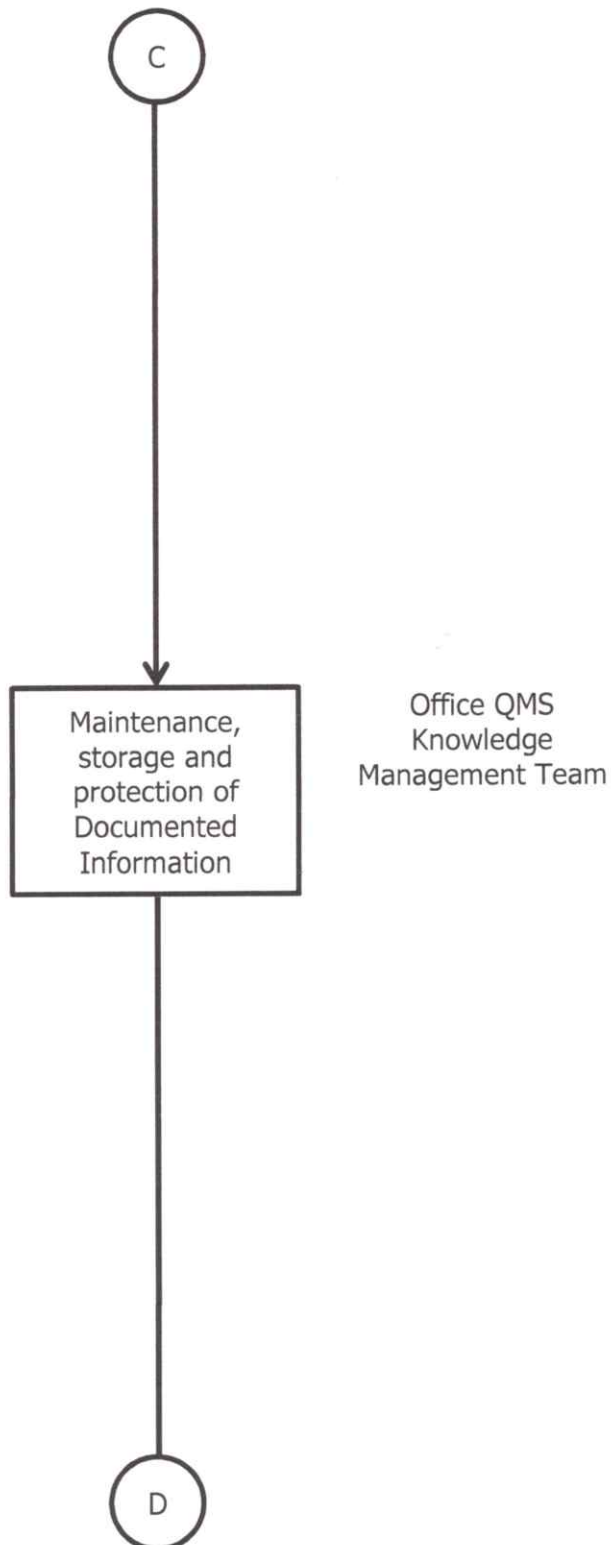 C
Maintenance,
storage and
protection of
Documented
Information
Office QMS
Knowledge
Management Team
D